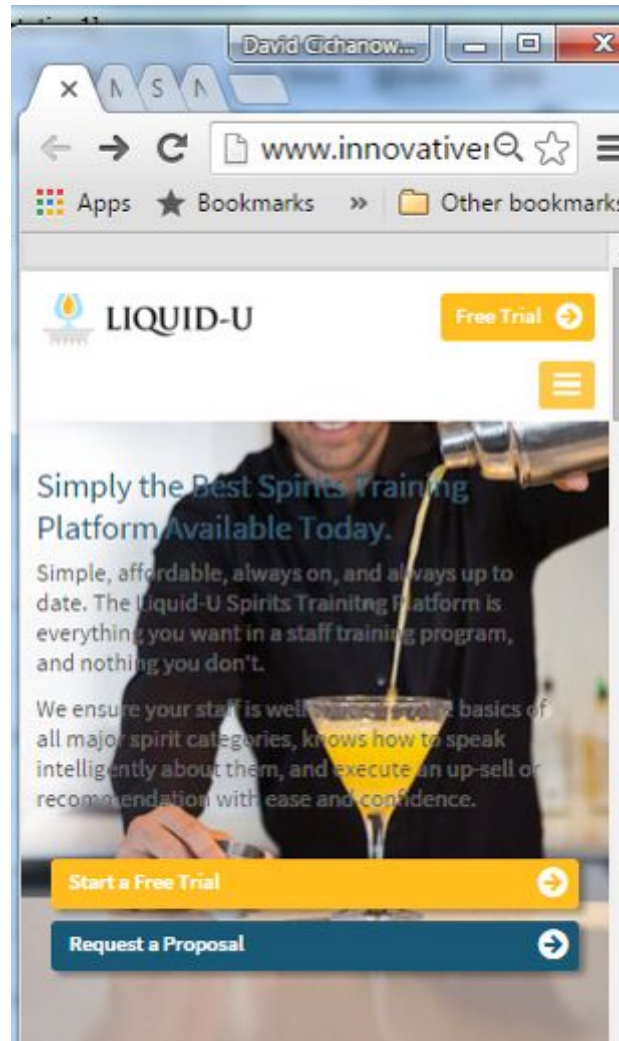 David Cichanow...
N S N
www.innovative
Apps Bookmarks » Other bookmarks
LIQUID-U
Free Trial
Simply the Best Spirits Training
Platform Available Today.
Simple, affordable, always on, and always up to
date. The Liquid-U Spirits Trainitng Platform is
everything you want in a staff training program,
and nothing you don't.
We ensure your staff is well basics of
all major spirit categories, knows how to speak
intelligently about them, and execute an up-sell or
recommendation with ease and confidence.
Start a Free Trial
Request a Proposal